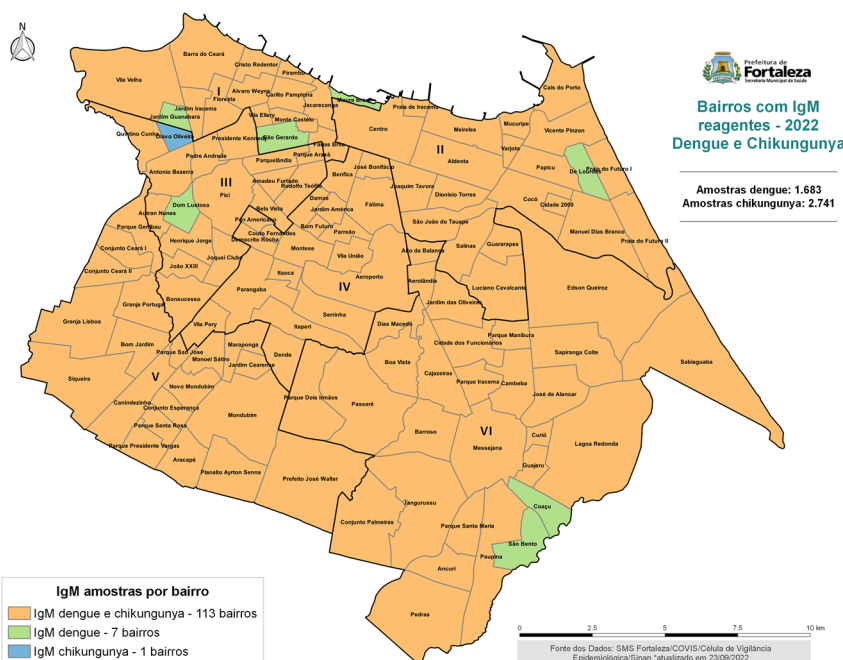 N
Prefeitura de
Fortaleza
Secretaria Municipal da Saúde
Bairros com IgM
reagentes - 2022
Dengue e Chikungunya
Amostras dengue: 1.683
Amostras chikungunya: 2.741
Barra do Ceará
Vila Velha
Cristo Redentor
Pirambu
I
Alvaro Weyne
Carlito Pamplona
Floresta
Jardim Iracema
Jardim Guanabara
Jacarecanga
Moura Brasil
Praia de Iracema
Cais do Porto
Vila Ellery
Monte Castelo
Quintino Cunha
Olavo Oliveira
Presidente Kennedy
São Gerardo
Farias Brito
Centro
Meireles
Mucuripe
Vicente Pinzon
Varjota
II
Aldeota
Padre Andrade
Parquelândia
Parque Araxá
Antonio Bezerra
José Bonifácio
Benfica
Papicu
De Lourdes
Praia do Futuro I
III
Pici
Amadeu Furtado
Rodolfo Teófilo
Joaquim Tavora
Dionisio Torres
Damas
Cocó
Cidade 2000
Dom Lustosa
Autran Nunes
Bela Vista
Jardim América
Fátima
Pan Americano
São João do Tauape
Parque Genibau
Couto Fernandes
Democrito Rocha
Bom Futuro
Parreão
Manuel Dias Branco
Praia do Futuro II
Henrique Jorge
Conjunto Ceará I
Montese
Vila União
Alto da Balança
Salinas
Guararapes
Joquei Clube
João XXIII
Conjunto Ceará II
Itaoca
Aeroporto
Aerolândia
IV
Parangaba
Luciano Cavalcante
Edson Queiroz
Bonsucesso
Granja Portugal
Jardim das Oliveiras
Serrinha
Granja Lisboa
Vila Pery
Itaperi
Dias Macedo
Parque Manibura
Cidade dos Funcionários
Bom Jardim
Parque Sao Jose
Maraponga
Manoel Sátiro
Dende
Jardim Cearense
Boa Vista
Sapiranga Coite
Sabiaguaba
Siqueira
V
Novo Mondubim
Cajazeiras
Parque Iracema
Cambeba
José de Alencar
Canindezinho
Conjunto Esperança
Parque Dois Irmãos
Passaré
Mondubim
Parque Santa Rosa
Barroso
VI
Curió
Parque Presidente Vargas
Messejana
Lagoa Redonda
Aracapé
Guajeru
Planalto Ayrton Senna
Prefeito José Walter
Jangurussu
Coaçu
Conjunto Palmeiras
Parque Santa Maria
São Bento
Paupina
Ancuri
Pedras
IgM amostras por bairro
IgM dengue e chikungunya - 113 bairros
IgM dengue - 7 bairros
IgM chikungunya - 1 bairros
0 2.5 5 7.5 10 km
Fonte dos Dados: SMS Fortaleza/COVIS/Célula de Vigilância
Epidemiológica/Sinan *atualizado em 23/09/2022